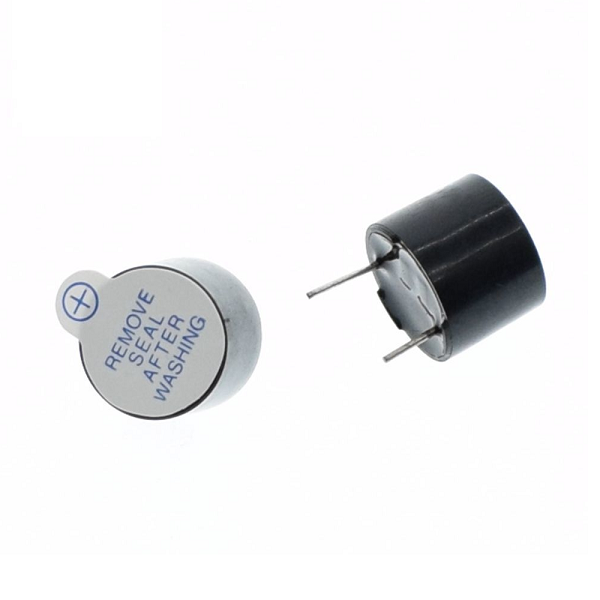 +
REMOVE
SEAL
AFTER
WASHING